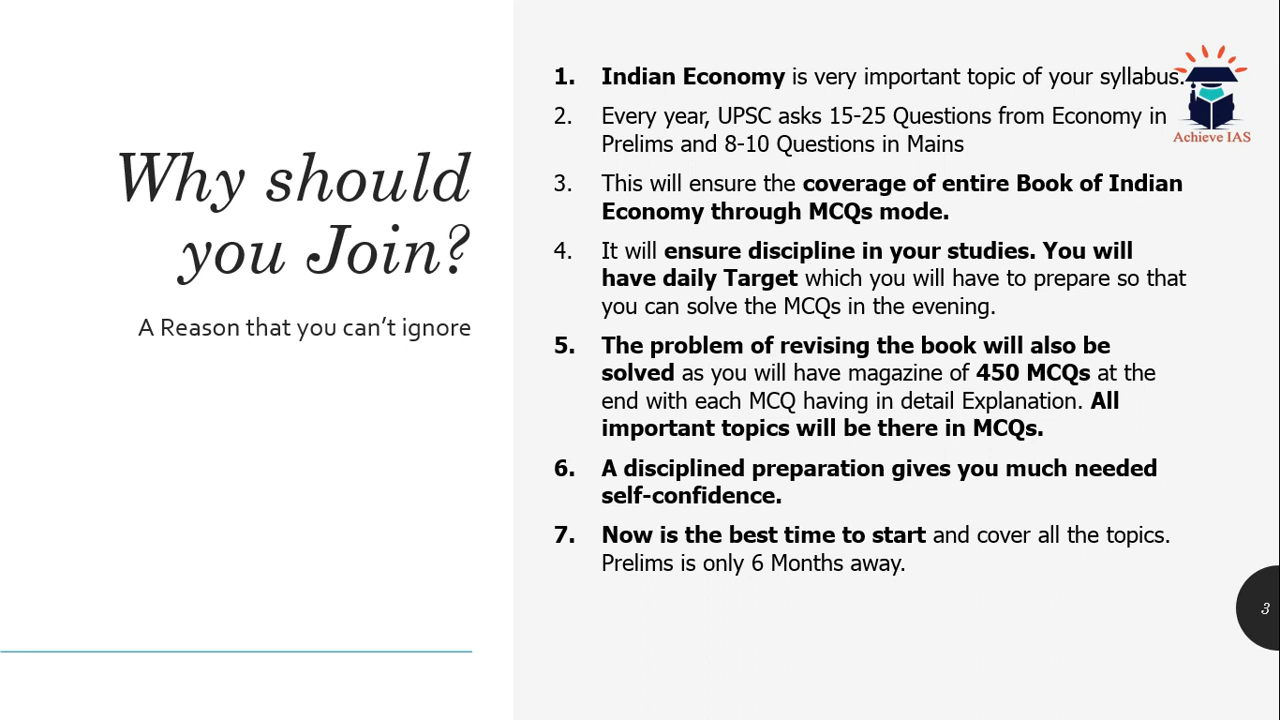 Why should
you Join?
A Reason that you can't ignore
1. Indian Economy is very important topic of your syllabus.
2. Every year, UPSC asks 15-25 Questions from Economy in
Prelims and 8-10 Questions in Mains
3. This will ensure the coverage of entire Book of Indian
Economy through MCQs mode.
4. It will ensure discipline in your studies. You will
have daily Target which you will have to prepare so that
you can solve the MCQs in the evening.
5. The problem of revising the book will also be
solved as you will have magazine of 450 MCQs at the
end with each MCQ having in detail Explanation. All
important topics will be there in MCQs.
6. A disciplined preparation gives you much needed
self-confidence.
7. Now is the best time to start and cover all the topics.
Prelims is only 6 Months away.
Achieve IAS
3